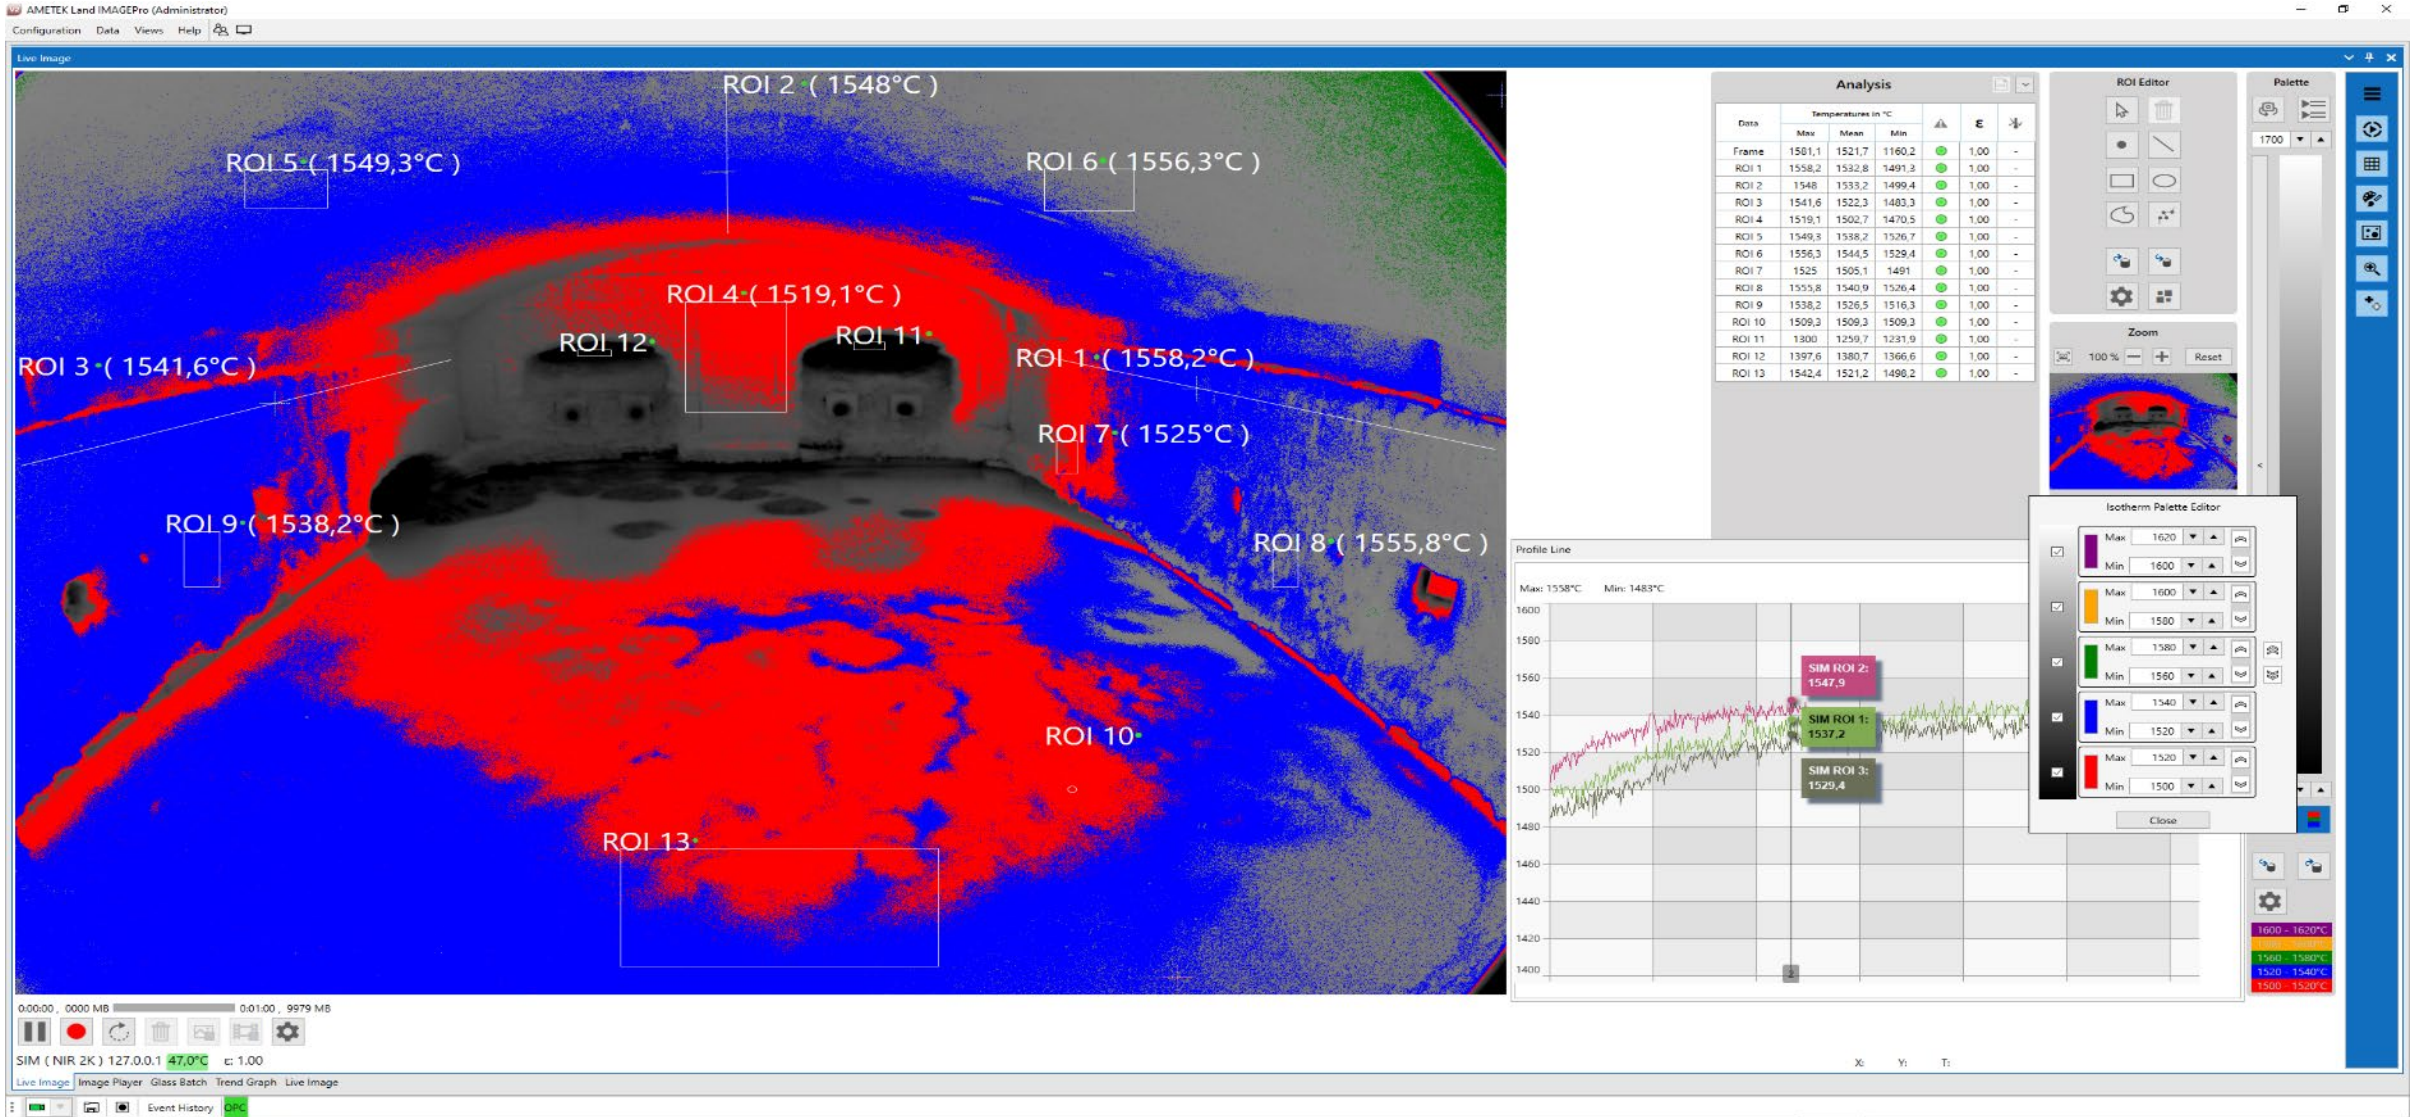 AMETEK Land IMAGEPro (Administrator)
Configuration Data Views Help
Live Image
ROI 2 ( 1548°C )
ROI 5 ( 1549,3°C )
ROI 6 ( 1556,3°C )
ROI 4 ( 1519,1°C )
ROI 12
ROI 11
ROI 3 ( 1541,6°C )
ROI 1 ( 1558,2°C )
ROI 7 ( 1525°C )
ROI 9 ( 1538,2°C )
ROI 8 ( 1555,8°C )
ROI 10
ROI 13
Analysis
Data Temperatures in °C ε
Max Mean Min
Frame 1581,1 1521,7 1160,2 1,00 -
ROI 1 1558,2 1532,8 1491,3 1,00 -
ROI 2 1548 1533,2 1499,4 1,00 -
ROI 3 1541,6 1522,3 1483,3 1,00 -
ROI 4 1519,1 1502,7 1470,5 1,00 -
ROI 5 1549,3 1538,2 1526,7 1,00 -
ROI 6 1556,3 1544,5 1529,4 1,00 -
ROI 7 1525 1505,1 1491 1,00 -
ROI 8 1555,8 1540,9 1526,4 1,00 -
ROI 9 1538,2 1526,5 1516,3 1,00 -
ROI 10 1509,3 1509,3 1509,3 1,00 -
ROI 11 1300 1259,7 1231,9 1,00 -
ROI 12 1397,6 1380,7 1366,6 1,00 -
ROI 13 1542,4 1521,2 1498,2 1,00 -
ROI Editor
Zoom
100 % Reset
Palette
1700
<
Isotherm Palette Editor
Max 1620
Min 1600
Max 1600
Min 1580
Max 1580
Min 1560
Max 1540
Min 1520
Max 1520
Min 1500
Close
Profile Line
Max: 1558°C Min: 1483°C
1600
1580
1560
1540
1520
1500
1480
1460
1440
1420
1400
SIM ROI 2:
1547,9
SIM ROI 1:
1537,2
SIM ROI 3:
1529,4
2
1600 - 1620°C
1560 - 1580°C
1520 - 1540°C
1500 - 1520°C
0:00:00 , 0000 MB 0:01:00 , 9979 MB
SIM ( NIR 2K ) 127.0.0.1 47,0°C ε: 1.00
X: Y: T:
Live Image Image Player Glass Batch Trend Graph Live Image
Event History OPC